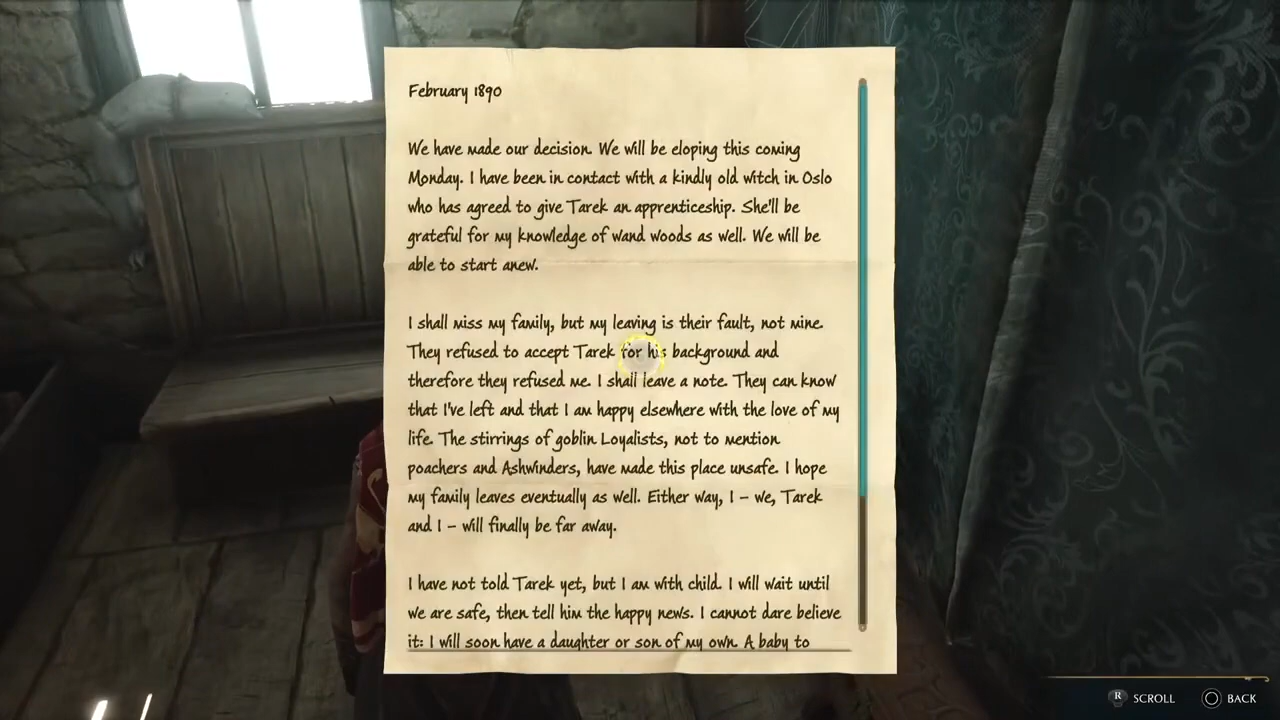 February 1890
We have made our decision. We will be eloping this coming
Monday. I have been in contact with a kindly old witch in Oslo
who has agreed to give Tarek an apprenticeship. She'll be
grateful for my knowledge of wand woods as well. We will be
able to start anew.
I shall miss my family, but my leaving is their fault, not mine.
They refused to accept Tarek for his background and
therefore they refused me. I shall leave a note. They can know
that I've left and that I am happy elsewhere with the love of my
life. The stirrings of goblin Loyalists, not to mention
poachers and Ashwinders, have made this place unsafe. I hope
my family leaves eventually as well. Either way, I – we, Tarek
and I – will finally be far away.
I have not told Tarek yet, but I am with child. I will wait until
we are safe, then tell him the happy news. I cannot dare believe
it: I will soon have a daughter or son of my own. A baby to
R SCROLL
BACK